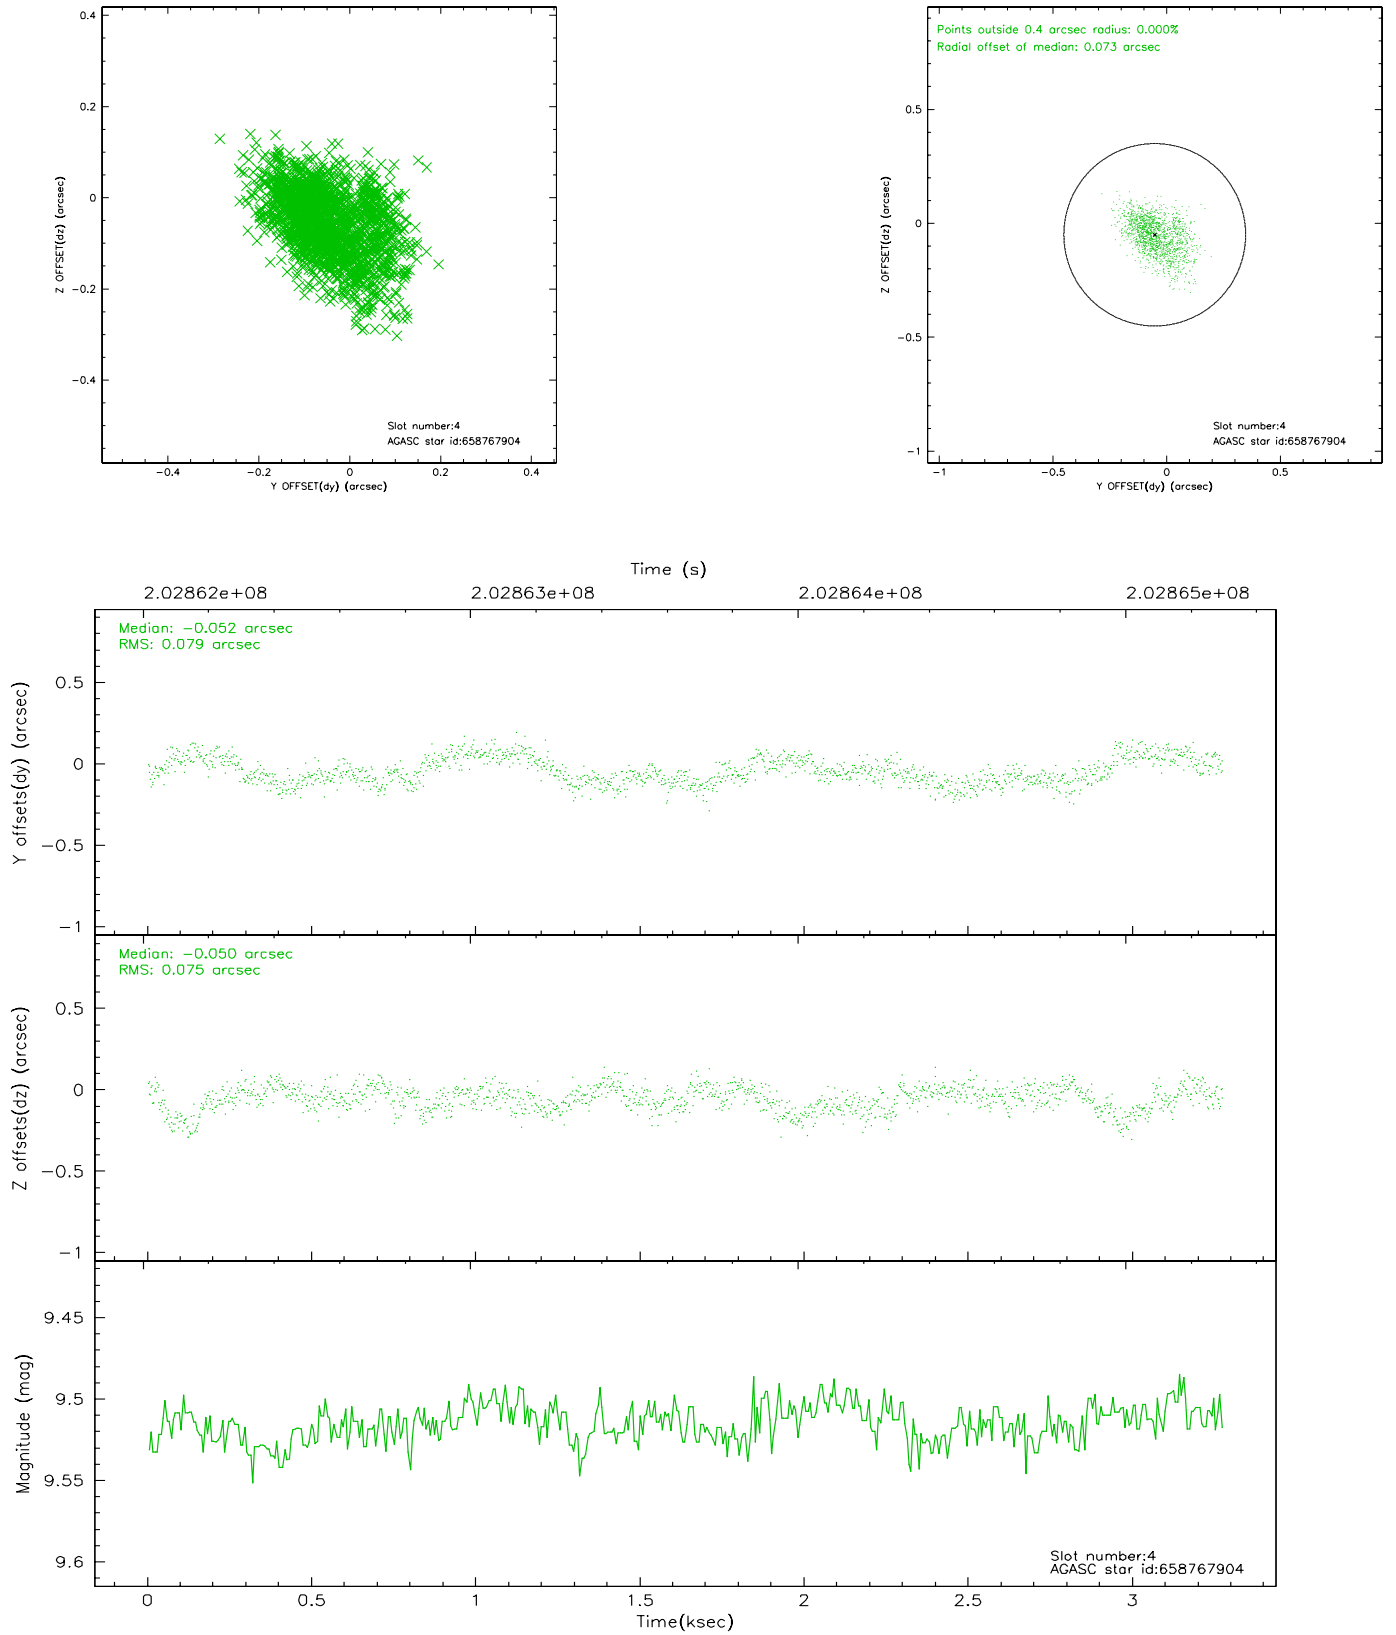 0.4
0.2
0
−0.2
−0.4
Z OFFSET(dz) (arcsec)
Slot number:4
AGASC star id:658767904
−0.4 −0.2 0 0.2 0.4
Y OFFSET(dy) (arcsec)
Points outside 0.4 arcsec radius: 0.000%
Radial offset of median: 0.073 arcsec
0.5
0
−0.5
−1
Z OFFSET(dz) (arcsec)
Slot number:4
AGASC star id:658767904
−1 −0.5 0 0.5
Y OFFSET(dy) (arcsec)
Time (s)
2.02862e+08 2.02863e+08 2.02864e+08 2.02865e+08
Median: −0.052 arcsec
RMS: 0.079 arcsec
0.5
0
−0.5
−1
Y offsets(dy) (arcsec)
Median: −0.050 arcsec
RMS: 0.075 arcsec
0.5
0
−0.5
−1
Z offsets(dz) (arcsec)
9.45
9.5
9.55
9.6
Magnitude (mag)
Slot number:4
AGASC star id:658767904
0 0.5 1 1.5 2 2.5 3
Time(ksec)